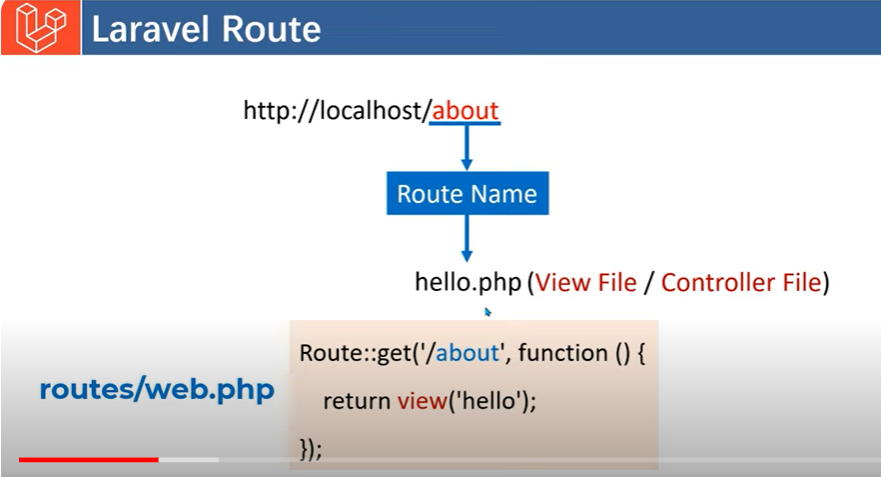 Laravel Route
http://localhost/about
Route Name
hello.php (View File / Controller File)
routes/web.php
Route::get('/about', function () {
return view('hello');
});